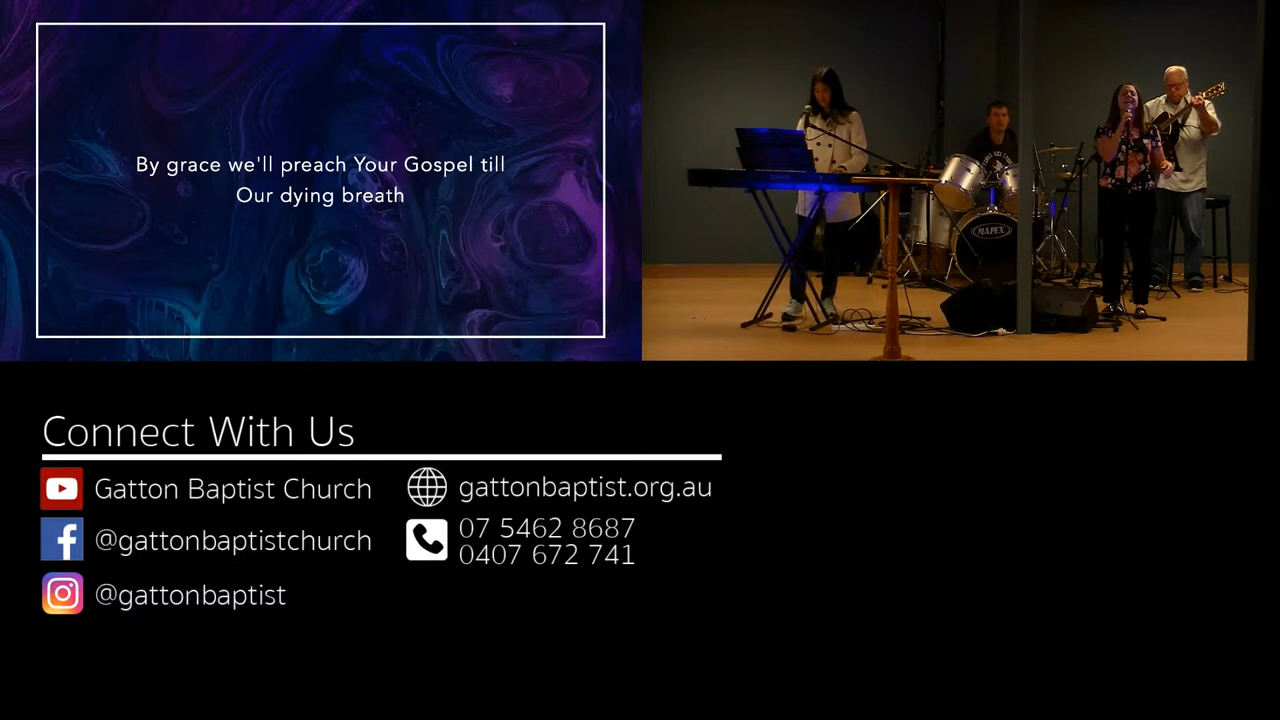 By grace we'll preach Your Gospel till
Our dying breath
MAPEX
Connect With Us
Gatton Baptist Church
@gattonbaptistchurch
@gattonbaptist
gattonbaptist.org.au
07 5462 8687
0407 672 741